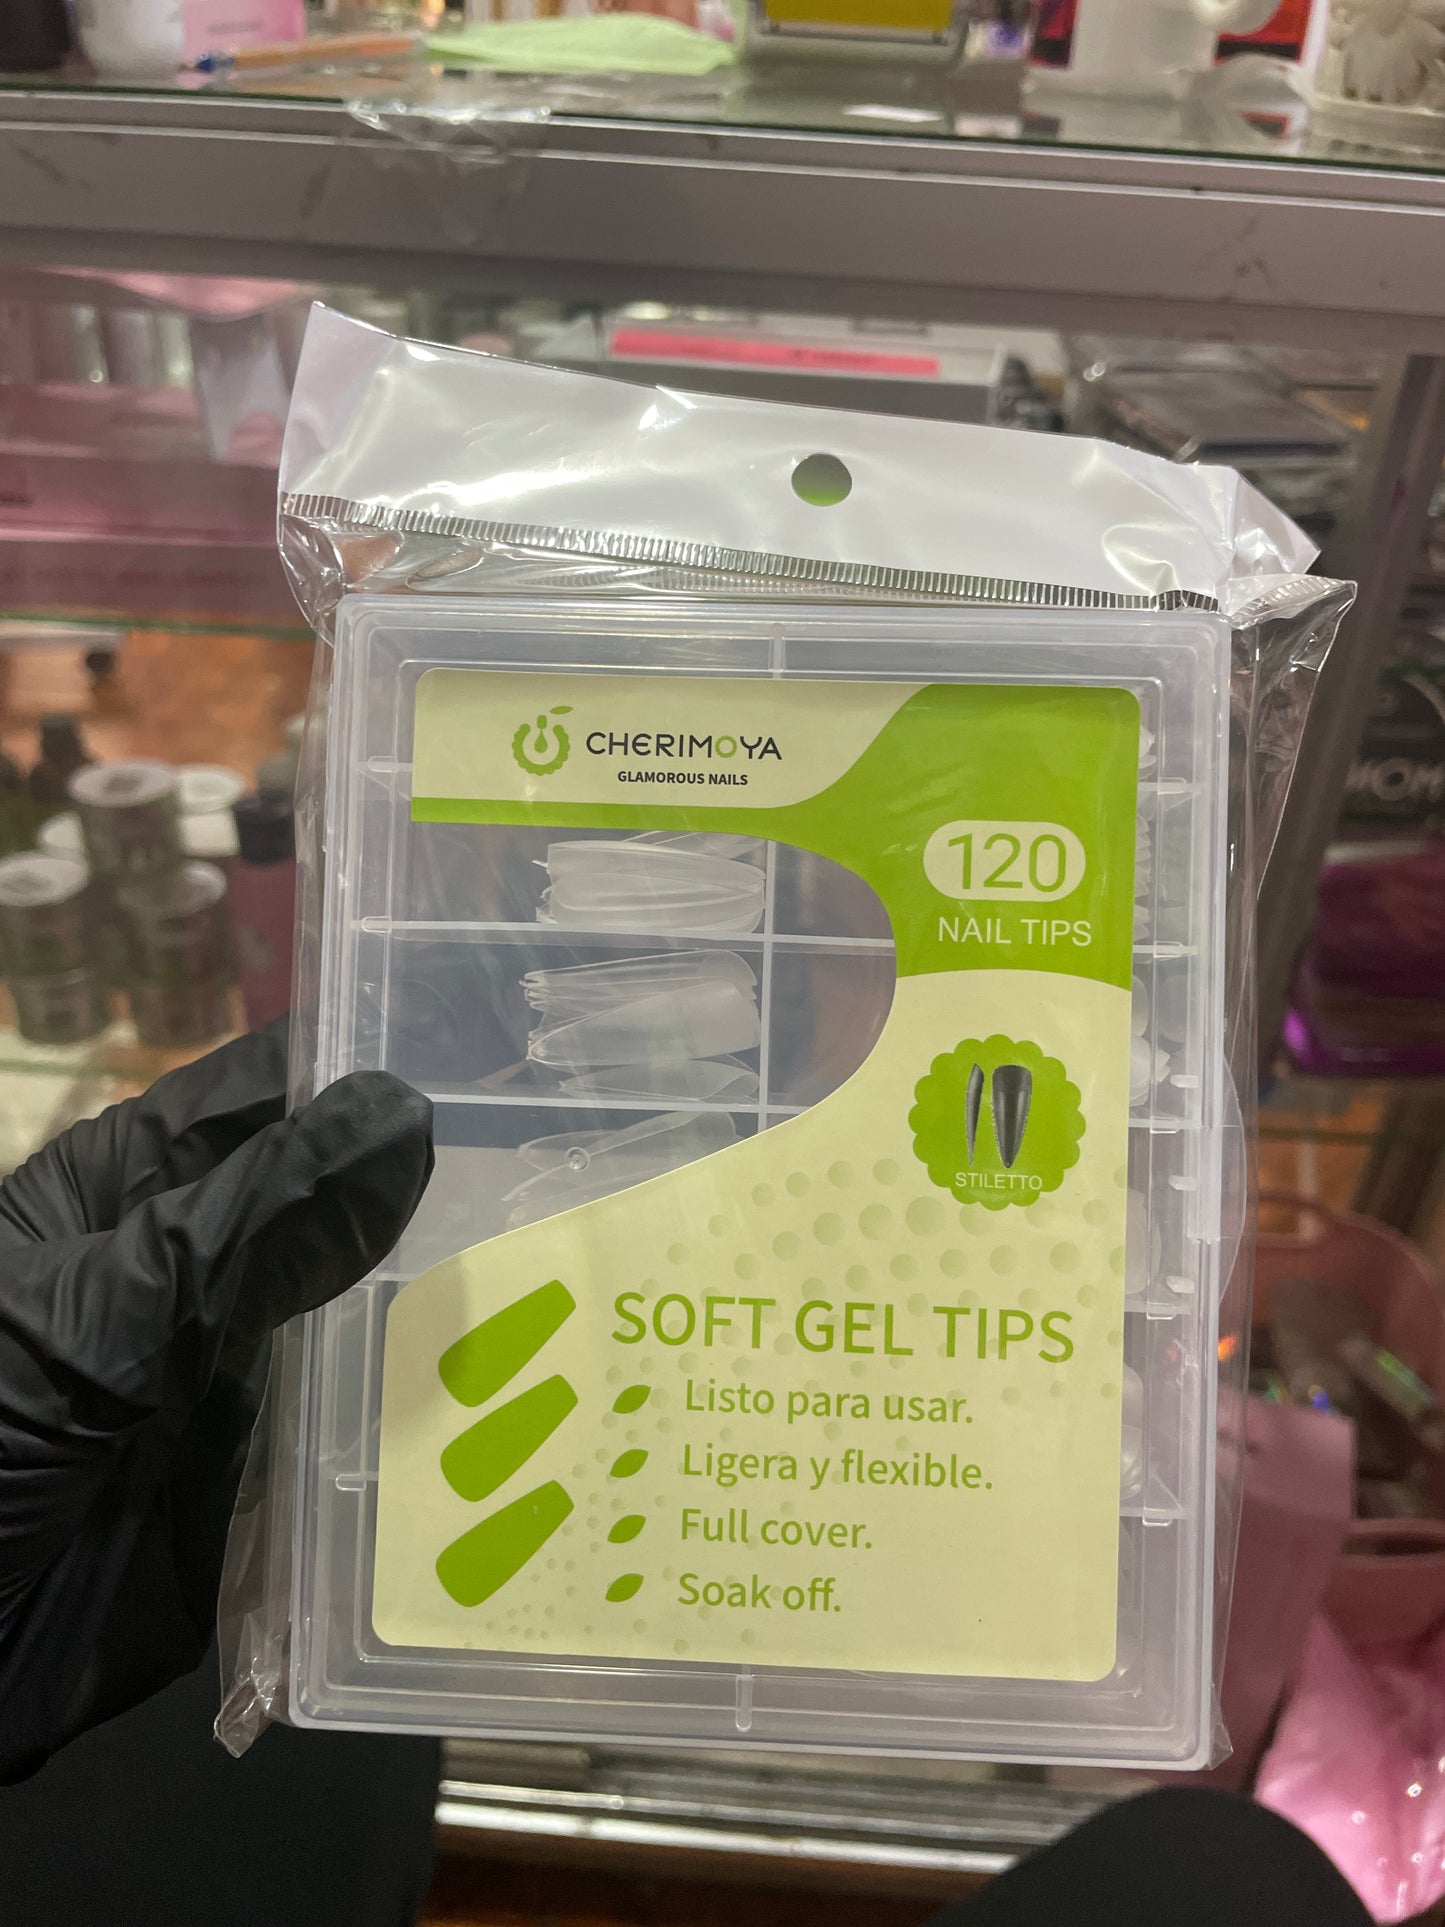 CHERIMOYA
GLAMOROUS NAILS
120
NAIL TIPS
STILETTO
SOFT GEL TIPS
Listo para usar.
Ligera y flexible.
Full cover.
Soak off.